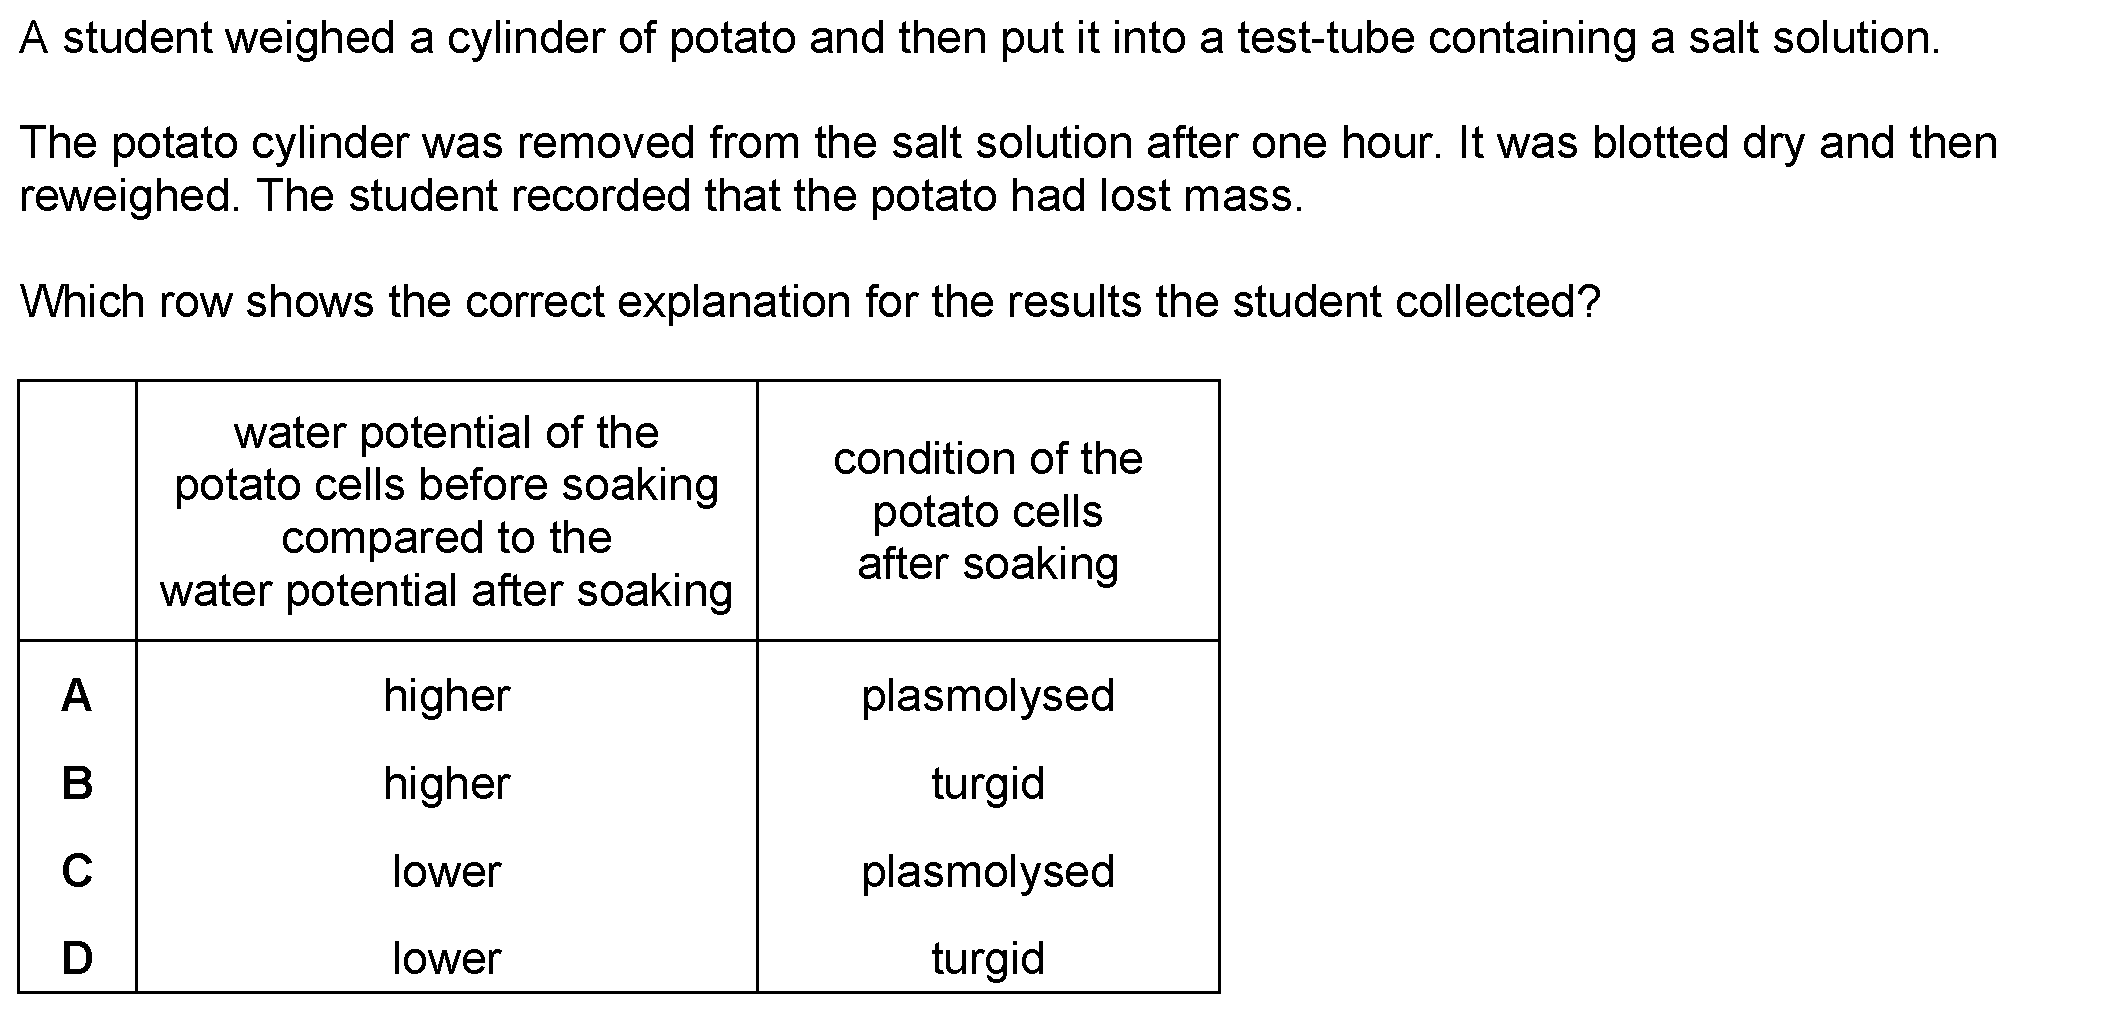 A student weighed a cylinder of potato and then put it into a test-tube containing a salt solution.
The potato cylinder was removed from the salt solution after one hour. It was blotted dry and then
reweighed. The student recorded that the potato had lost mass.
Which row shows the correct explanation for the results the student collected?
water potential of the
potato cells before soaking
compared to the
water potential after soaking
condition of the
potato cells
after soaking
A higher plasmolysed
B higher turgid
C lower plasmolysed
D lower turgid